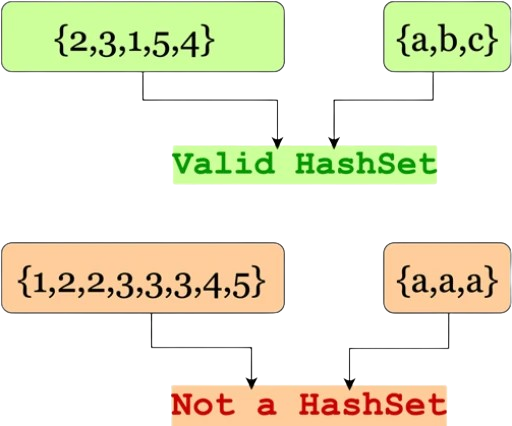 {2,3,1,5,4}
{a,b,c}
Valid HashSet
{1,2,2,3,3,3,4,5}
{a,a,a}
Not a HashSet